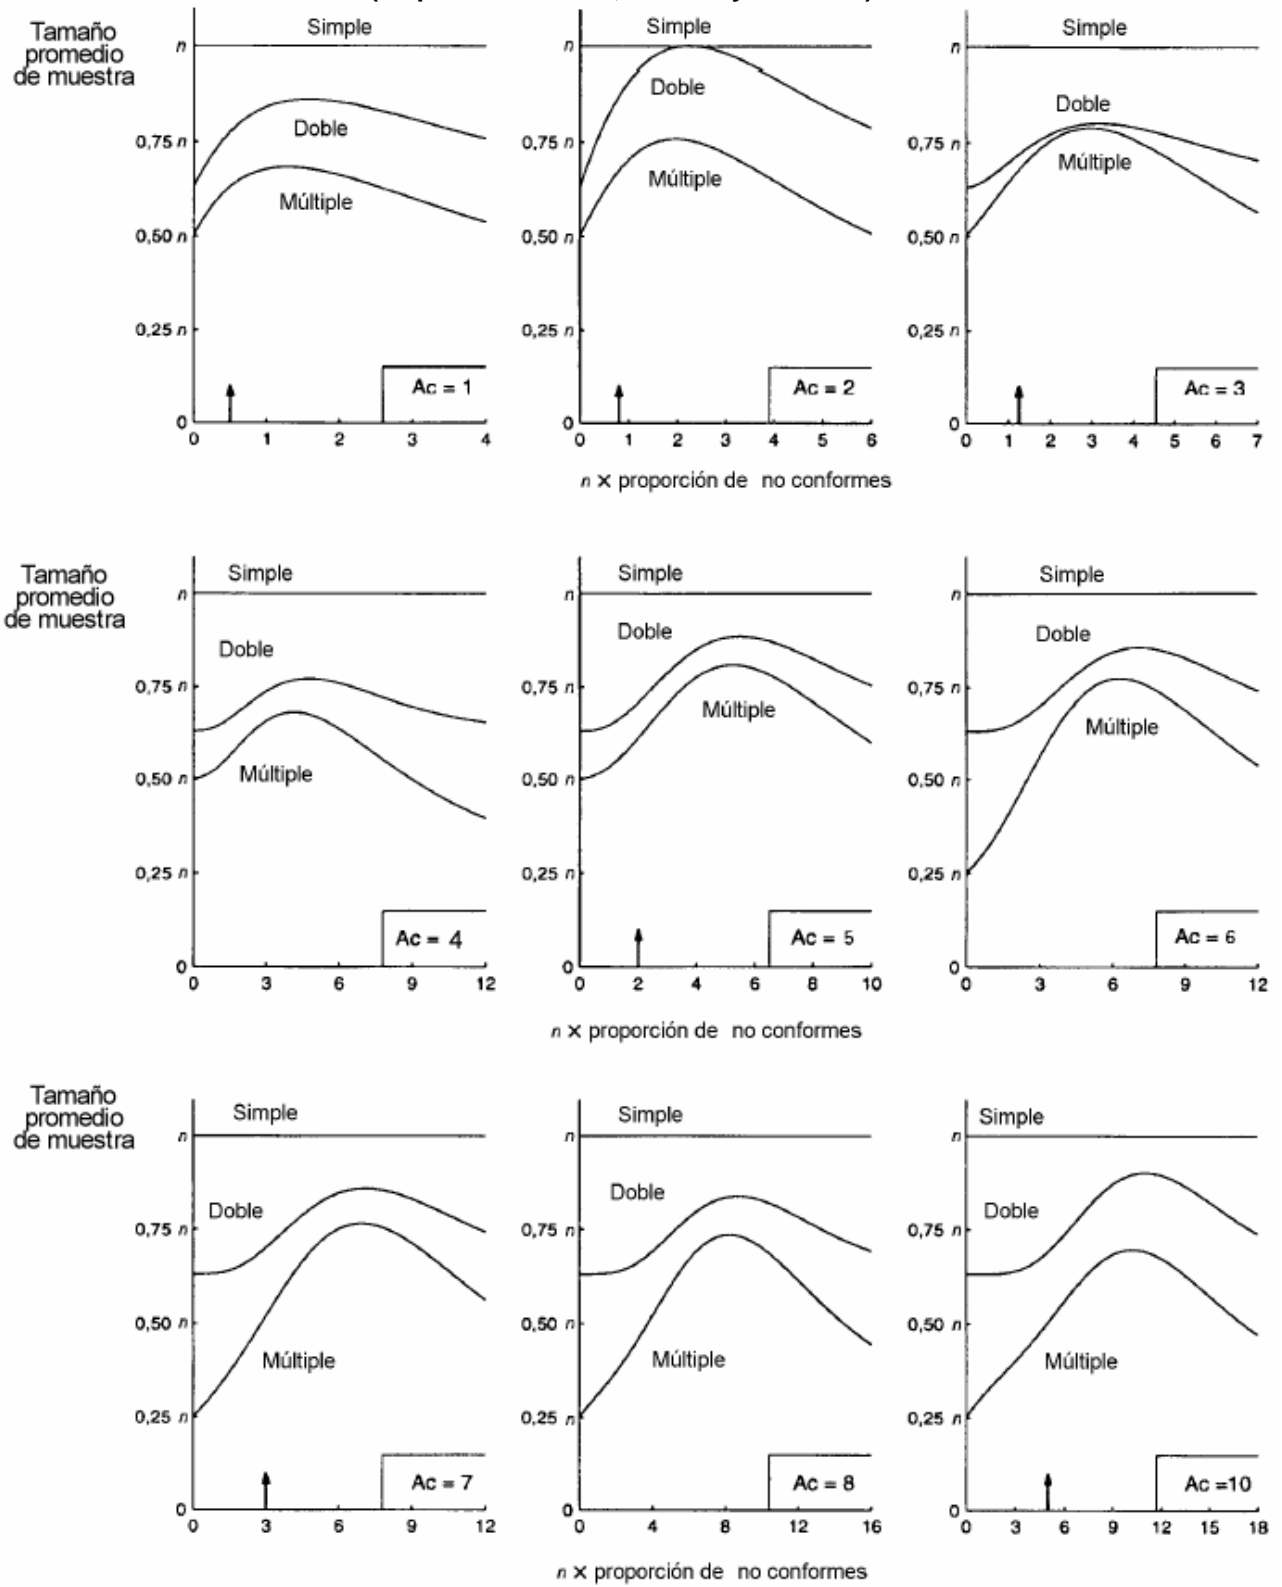 Tamaño
promedio
de muestra
Simple Simple Simple
n n n
Doble Doble Doble
0,75 n 0,75 n 0,75 n
Múltiple Múltiple Múltiple
0,50 n 0,50 n 0,50 n
0,25 n 0,25 n 0,25 n
Ac = 1 Ac = 2 Ac = 3
0 0 0
0 1 2 3 4 0 1 2 3 4 5 6 0 1 2 3 4 5 6 7
n × proporción de no conformes
Tamaño
promedio
de muestra
Simple Simple Simple
n n n
Doble Doble Doble
0,75 n 0,75 n 0,75 n
Múltiple Múltiple Múltiple
0,50 n 0,50 n 0,50 n
0,25 n 0,25 n 0,25 n
Ac = 4 Ac = 5 Ac = 6
0 0 0
0 3 6 9 12 0 2 4 6 8 10 0 3 6 9 12
n × proporción de no conformes
Tamaño
promedio
de muestra
Simple Simple Simple
n n n
Doble Doble Doble
0,75 n 0,75 n 0,75 n
0,50 n 0,50 n 0,50 n
Múltiple Múltiple Múltiple
0,25 n 0,25 n 0,25 n
Ac = 7 Ac = 8 Ac =10
0 0 0
0 3 6 9 12 0 4 8 12 16 0 3 6 9 12 15 18
n × proporción de no conformes